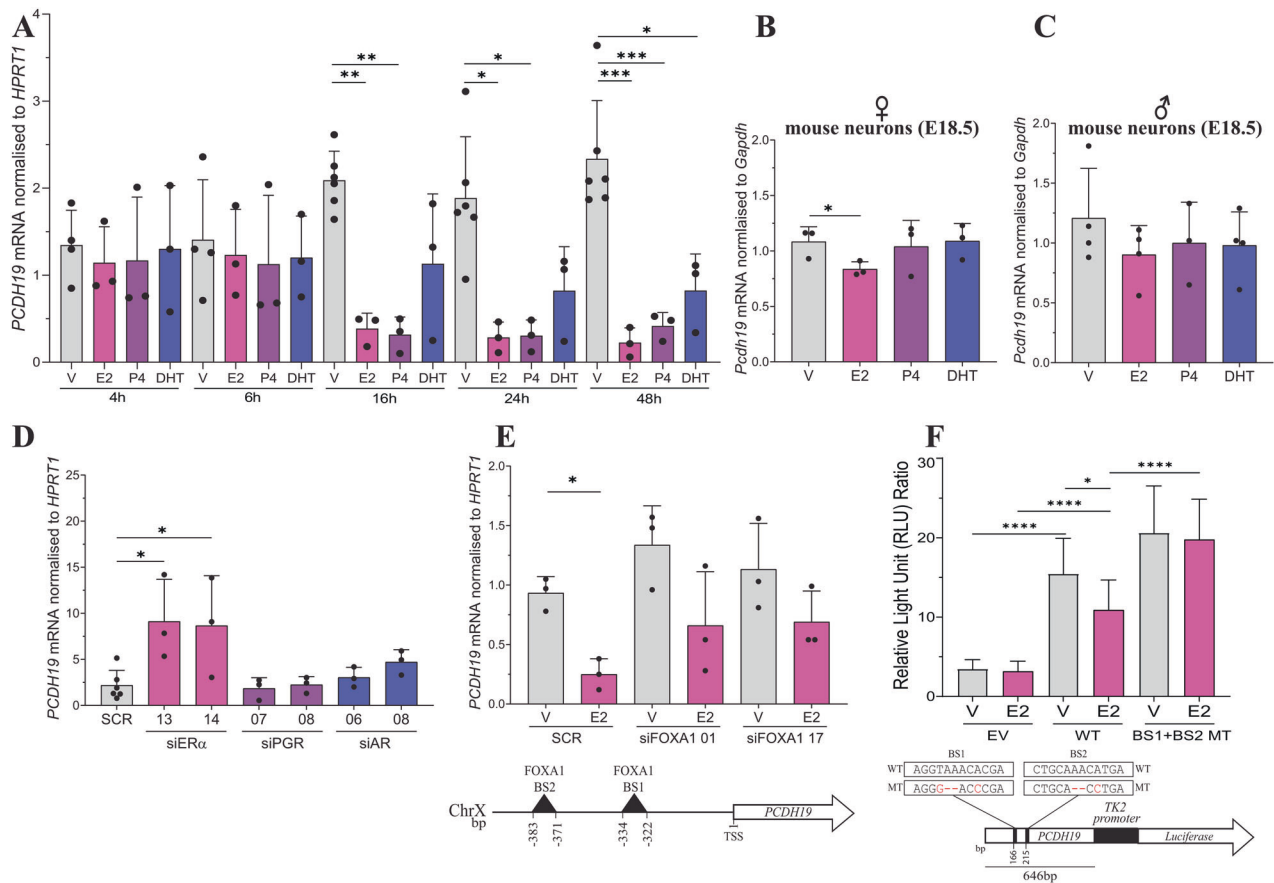 A
PCDH19 mRNA normalised to HPRT1
4
3
2
1
0
**
**
*
*
*
***
***
V E2 P4 DHT V E2 P4 DHT V E2 P4 DHT V E2 P4 DHT V E2 P4 DHT
4h 6h 16h 24h 48h
B
♀
mouse neurons (E18.5)
Pcdh19 mRNA normlaised to Gapdh
2.0
1.5
1.0
0.5
0.0
*
V E2 P4 DHT
C
♂
mouse neurons (E18.5)
Pcdh19 mRNA normalised to Gapdh
2.0
1.5
1.0
0.5
0.0
V E2 P4 DHT
D
PCDH19 mRNA normalised to HPRT1
25
20
15
10
5
0
*
*
SCR 13 14 07 08 06 08
siERα siPGR siAR
E
PCDH19 mRNA normalised to HPRT1
2.0
1.5
1.0
0.5
0.0
*
V E2 V E2 V E2
SCR siFOXA1 01 siFOXA1 17
FOXA1 FOXA1
BS2 BS1
ChrX
bp
-383 -371 -334 -322
TSS
PCDH19
F
Relative Light Unit (RLU) Ratio
30
20
10
0
****
*
****
****
V E2 V E2 V E2
EV WT BS1+BS2 MT
BS1 BS2
WT AGGTAAACACGA CTGCAAACATGA WT
MT AGGG--ACCCGA CTGCA--CCTGA MT
TK2
promoter
bp PCDH19 Luciferase
166 215
646bp